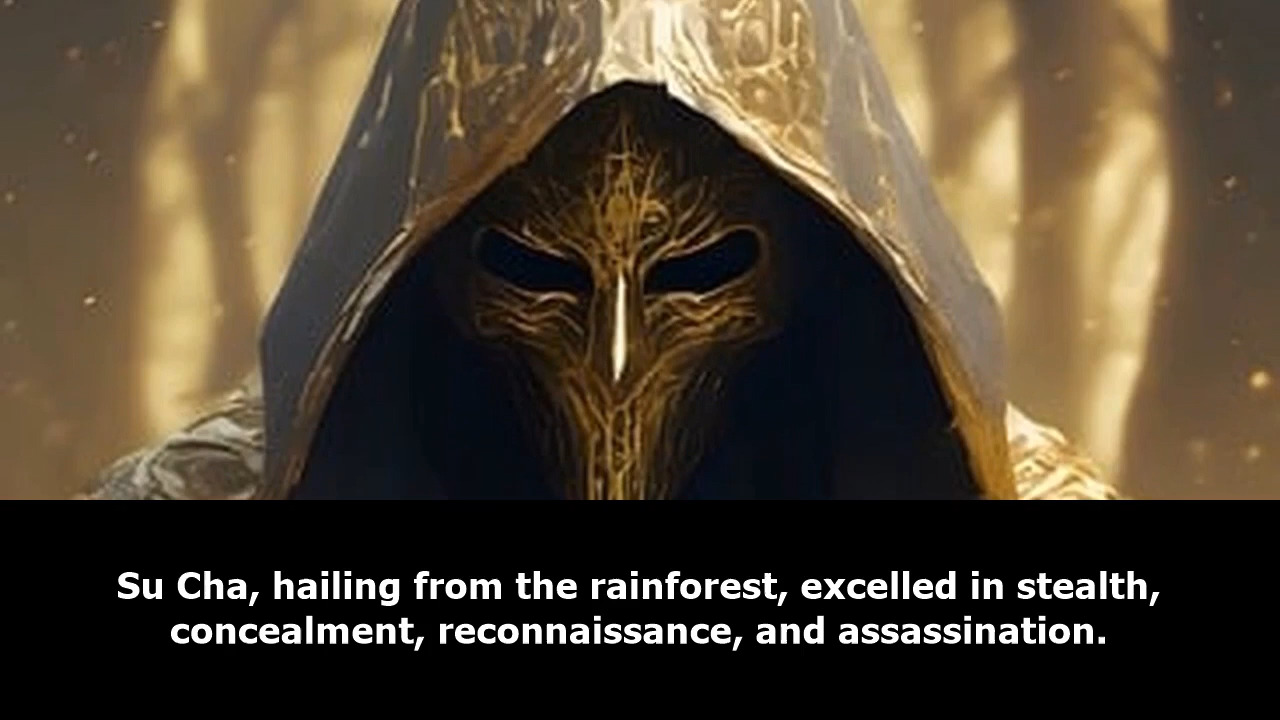 Su Cha, hailing from the rainforest, excelled in stealth,
concealment, reconnaissance, and assassination.